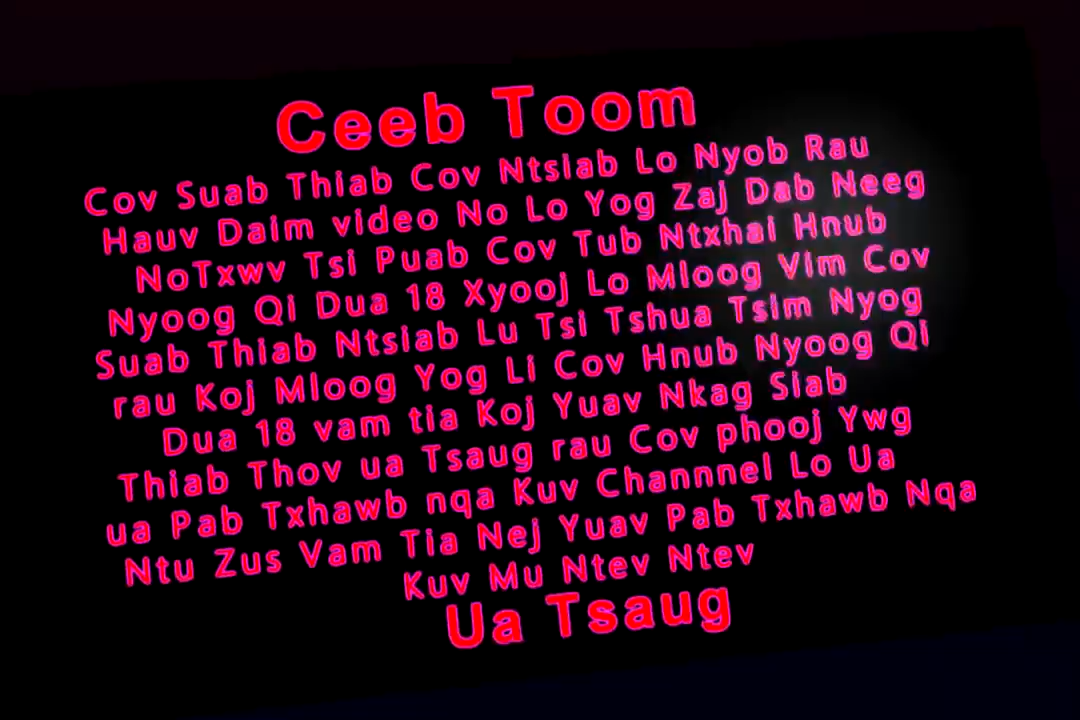 Ceeb Toom
Cov Suab Thiab Cov Ntsiab Lo Nyob Rau
Hauv Daim video No Lo Yog Zaj Dab Neeg
NoTxwv Tsi Puab Cov Tub Ntxhai Hnub
Nyoog Qi Dua 18 Xyooj Lo Mloog Vim Cov
Suab Thiab Ntsiab Lu Tsi Tshua Tsim Nyog
rau Koj Mloog Yog Li Cov Hnub Nyoog Qi
Dua 18 vam tia Koj Yuav Nkag Siab
Thiab Thov ua Tsaug rau Cov phooj Ywg
ua Pab Txhawb nqa Kuv Channnel Lo Ua
Ntu Zus Vam Tia Nej Yuav Pab Txhawb Nqa
Kuv Mu Ntev Ntev
Ua Tsaug